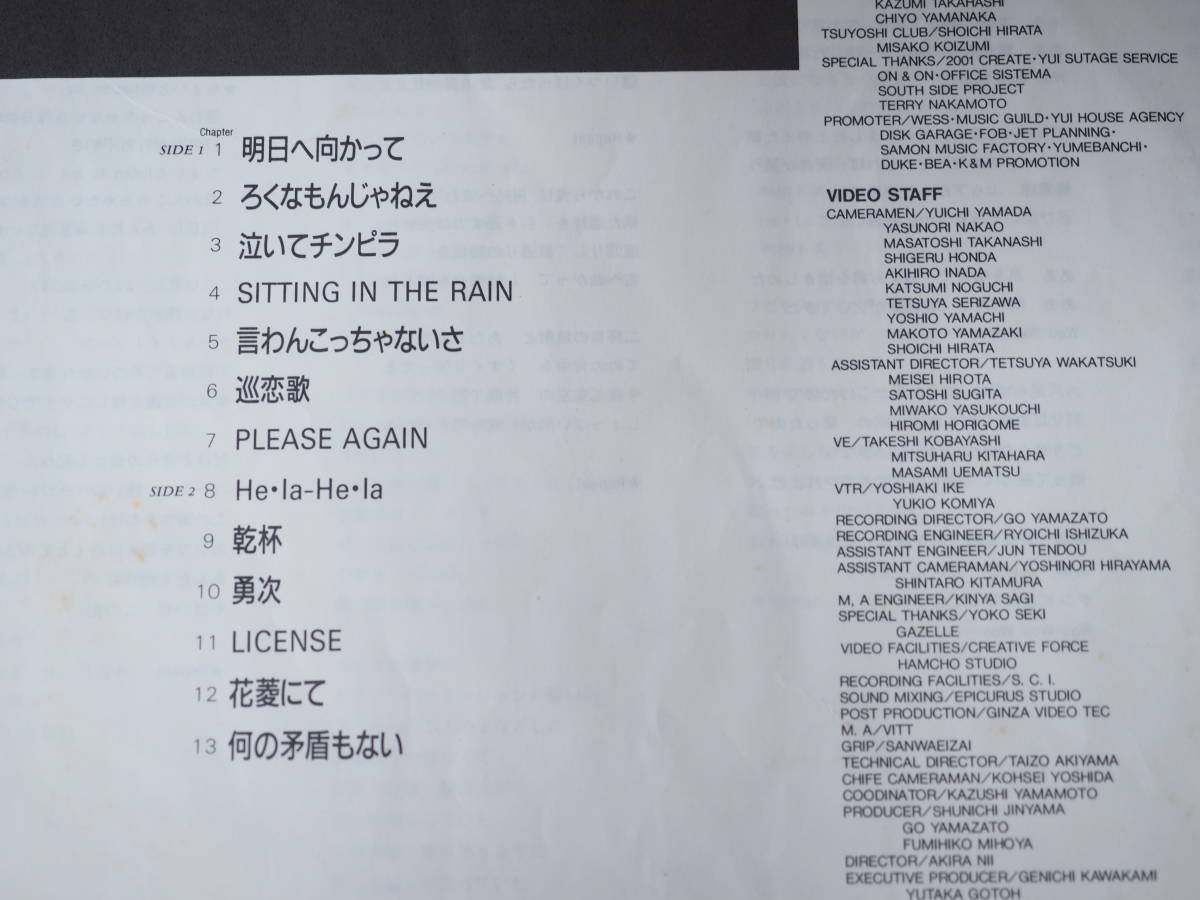 Chapter
SIDE 1 1 明日へ向かって
2 ろくなもんじゃねえ
3 泣いてチンピラ
4 SITTING IN THE RAIN
5 言わんこっちゃないさ
6 巡恋歌
7 PLEASE AGAIN
SIDE 2 8 He・la-He・la
9 乾杯
10 勇次
11 LICENSE
12 花菱にて
13 何の矛盾もない
KAZUMI TAKAHASHI
CHIYO YAMANAKA
TSUYOSHI CLUB/SHOICHI HIRATA
MISAKO KOIZUMI
SPECIAL THANKS/2001 CREATE・YUI SUTAGE SERVICE
ON & ON・OFFICE SISTEMA
SOUTH SIDE PROJECT
TERRY NAKAMOTO
PROMOTER/WESS・MUSIC GUILD・YUI HOUSE AGENCY
DISK GARAGE・FOB・JET PLANNING・
SAMON MUSIC FACTORY・YUMEBANCHI・
DUKE・BEA・K&M PROMOTION
VIDEO STAFF
CAMERAMEN/YUICHI YAMADA
YASUNORI NAKAO
MASATOSHI TAKANASHI
SHIGERU HONDA
AKIHIRO INADA
KATSUMI NOGUCHI
TETSUYA SERIZAWA
YOSHIO YAMACHI
MAKOTO YAMAZAKI
SHOICHI HIRATA
ASSISTANT DIRECTOR/TETSUYA WAKATSUKI
MEISEI HIROTA
SATOSHI SUGITA
MIWAKO YASUKOUCHI
HIROMI HORIGOME
VE/TAKESHI KOBAYASHI
MITSUHARU KITAHARA
MASAMI UEMATSU
VTR/YOSHIAKI IKE
YUKIO KOMIYA
RECORDING DIRECTOR/GO YAMAZATO
RECORDING ENGINEER/RYOICHI ISHIZUKA
ASSISTANT ENGINEER/JUN TENDOU
ASSISTANT CAMERAMAN/YOSHINORI HIRAYAMA
SHINTARO KITAMURA
M, A ENGINEER/KINYA SAGI
SPECIAL THANKS/YOKO SEKI
GAZELLE
VIDEO FACILITIES/CREATIVE FORCE
HAMCHO STUDIO
RECORDING FACILITIES/S. C. I.
SOUND MIXING/EPICURUS STUDIO
POST PRODUCTION/GINZA VIDEO TEC
M. A/VITT
GRIP/SANWAEIZAI
TECHNICAL DIRECTOR/TAIZO AKIYAMA
CHIFE CAMERAMAN/KOHSEI YOSHIDA
COODINATOR/KAZUSHI YAMAMOTO
PRODUCER/SHUNICHI JINYAMA
GO YAMAZATO
FUMIHIKO MIHOYA
DIRECTOR/AKIRA NII
EXECUTIVE PRODUCER/GENICHI KAWAKAMI
YUTAKA GOTOH